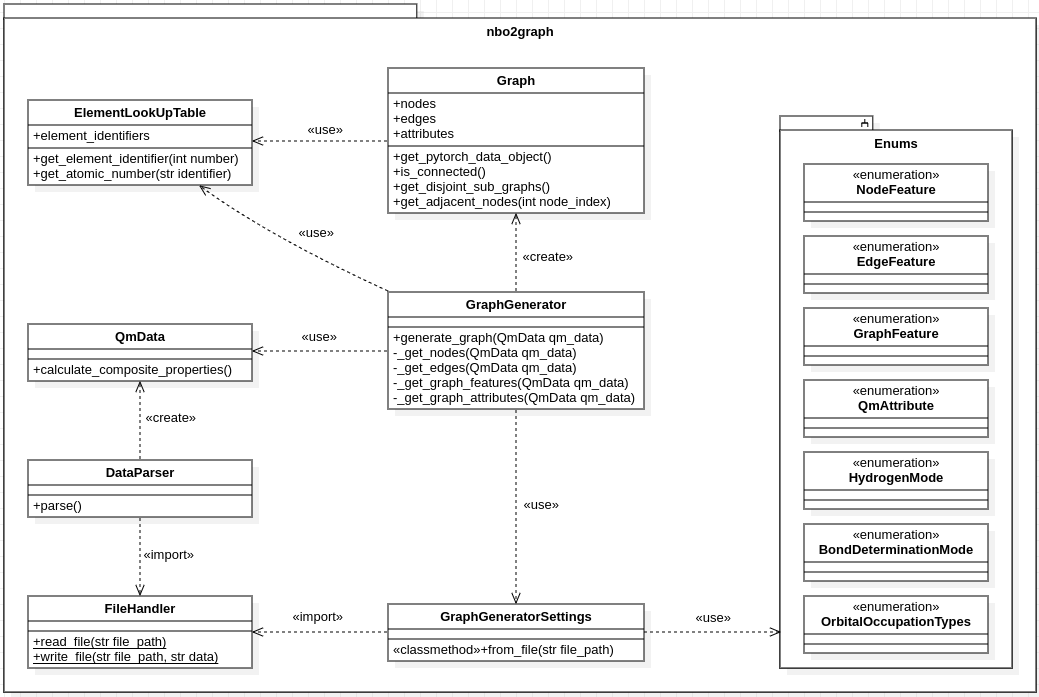 nbo2graph
Graph
+nodes
+edges
+attributes
+get_pytorch_data_object()
+is_connected()
+get_disjoint_sub_graphs()
+get_adjacent_nodes(int node_index)
ElementLookUpTable
+element_identifiers
+get_element_identifier(int number)
+get_atomic_number(str identifier)
«use»
«use»
«create»
GraphGenerator
+generate_graph(QmData qm_data)
-_get_nodes(QmData qm_data)
-_get_edges(QmData qm_data)
-_get_graph_features(QmData qm_data)
-_get_graph_attributes(QmData qm_data)
QmData
+calculate_composite_properties()
«use»
«create»
DataParser
+parse()
«import»
«use»
FileHandler
+read_file(str file_path)
+write_file(str file_path, str data)
«import»
GraphGeneratorSettings
«classmethod»+from_file(str file_path)
«use»
Enums
«enumeration»
NodeFeature
«enumeration»
EdgeFeature
«enumeration»
GraphFeature
«enumeration»
QmAttribute
«enumeration»
HydrogenMode
«enumeration»
BondDeterminationMode
«enumeration»
OrbitalOccupationTypes